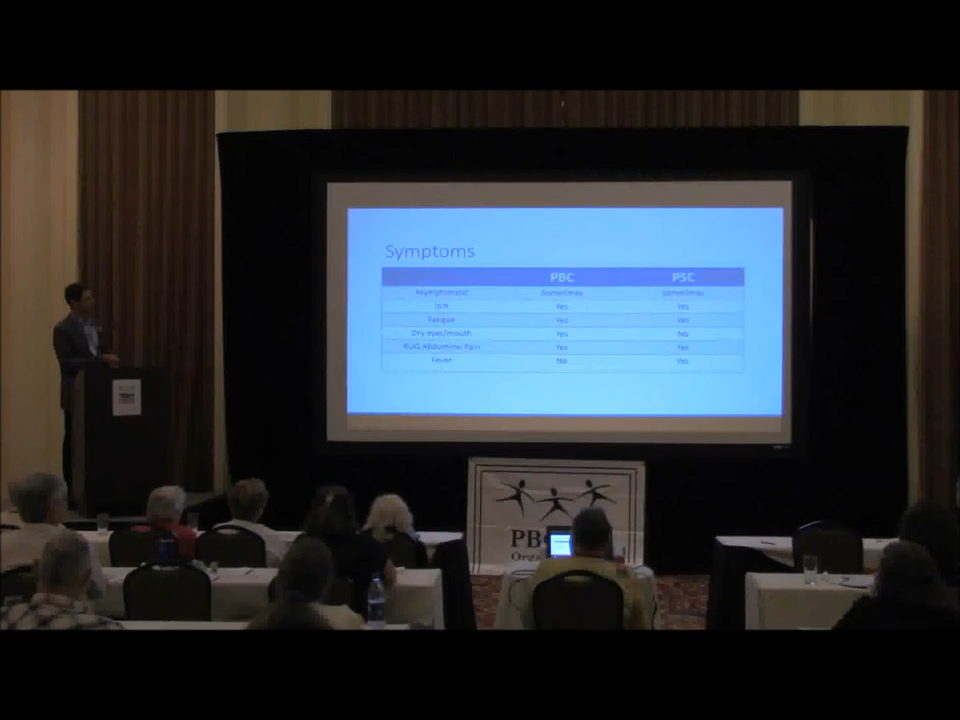 Symptoms
PBC PSC
Asymptomatic Sometimes Sometimes
Itch Yes Yes
Fatigue Yes Yes
Dry eyes/mouth Yes No
RUQ Abdominal Pain Yes Yes
Fever No Yes
PBC